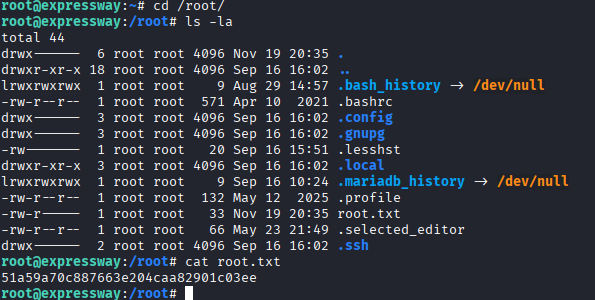 root@expressway:~# cd /root/
root@expressway:/root# ls -la
total 44
drwx------  6 root root 4096 Nov 19 20:35 .
drwxr-xr-x 18 root root 4096 Sep 16 16:02 ..
lrwxrwxrwx  1 root root    9 Aug 29 14:57 .bash_history -> /dev/null
-rw-r--r--  1 root root  571 Apr 10  2021 .bashrc
drwx------  3 root root 4096 Sep 16 16:02 .config
drwx------  3 root root 4096 Sep 16 16:02 .gnupg
-rw-------  1 root root   20 Sep 16 15:51 .lesshst
drwxr-xr-x  3 root root 4096 Sep 16 16:02 .local
lrwxrwxrwx  1 root root    9 Sep 16 10:24 .mariadb_history -> /dev/null
-rw-r--r--  1 root root  132 May 12  2025 .profile
-rw-r-----  1 root root   33 Nov 19 20:35 root.txt
-rw-r--r--  1 root root   66 May 23 21:49 .selected_editor
drwx------  2 root root 4096 Sep 16 16:02 .ssh
root@expressway:/root# cat root.txt
51a59a70c887663e204caa82901c03ee
root@expressway:/root#